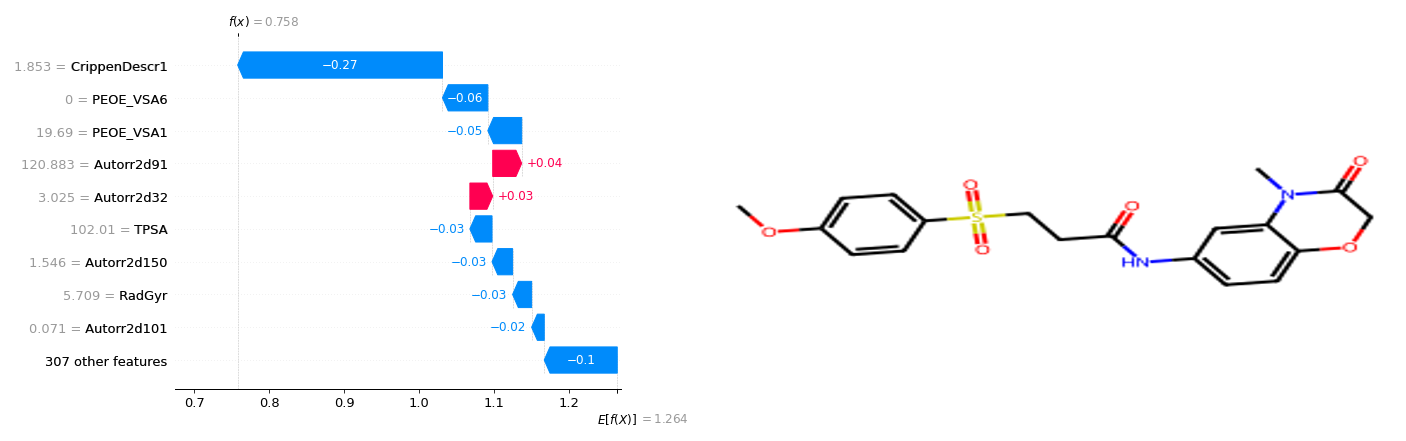 f(x) = 0.758
1.853 = CrippenDescr1
−0.27
0 = PEOE_VSA6
−0.06
19.69 = PEOE_VSA1
−0.05
120.883 = Autorr2d91
+0.04
3.025 = Autorr2d32
+0.03
102.01 = TPSA
−0.03
1.546 = Autorr2d150
−0.03
5.709 = RadGyr
−0.03
0.071 = Autorr2d101
−0.02
307 other features
−0.1
0.7 0.8 0.9 1.0 1.1 1.2
E[f(X)] = 1.264
O
O
S
O
O
HN
N
O
O